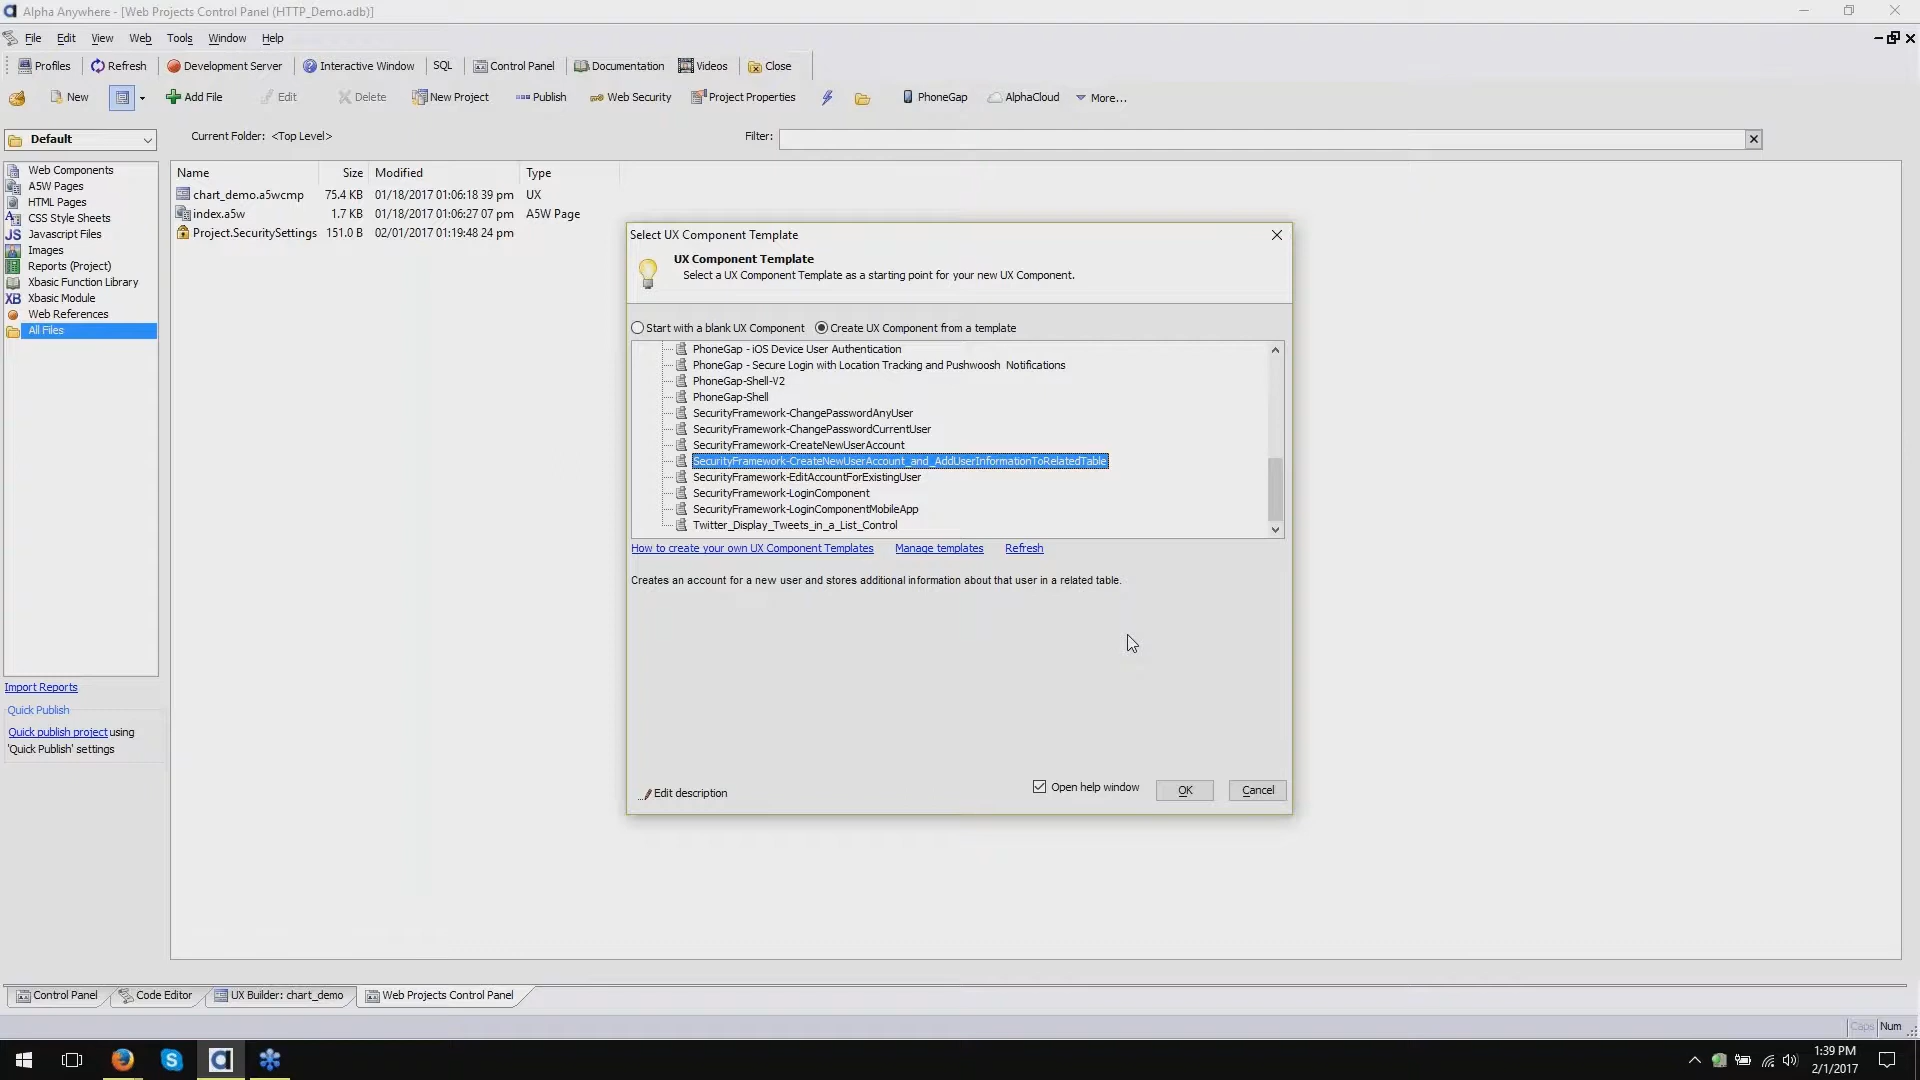 Alpha Anywhere - [Web Projects Control Panel (HTTP_Demo.adb)]
File Edit View Web Tools Window Help
Profiles Refresh Development Server Interactive Window SQL Control Panel Documentation Videos Close
New Add File Edit Delete New Project Publish Web Security Project Properties PhoneGap AlphaCloud More...
Default Current Folder: <Top Level> Filter:
Name Size Modified Type
chart_demo.a5wcmp 75.4 KB 01/18/2017 01:06:18 39 pm UX
index.a5w 1.7 KB 01/18/2017 01:06:27 07 pm A5W Page
Project.SecuritySettings 151.0 B 02/01/2017 01:19:48 24 pm
Web Components
A5W Pages
HTML Pages
CSS Style Sheets
JS Javascript Files
Images
Reports (Project)
Xbasic Function Library
XB Xbasic Module
Web References
All Files
Import Reports
Quick Publish
Quick publish project using
'Quick Publish' settings
Select UX Component Template
UX Component Template
Select a UX Component Template as a starting point for your new UX Component.
Start with a blank UX Component Create UX Component from a template
PhoneGap - iOS Device User Authentication
PhoneGap - Secure Login with Location Tracking and Pushwoosh Notifications
PhoneGap-Shell-V2
PhoneGap-Shell
SecurityFramework-ChangePasswordAnyUser
SecurityFramework-ChangePasswordCurrentUser
SecurityFramework-CreateNewUserAccount
SecurityFramework-CreateNewUserAccount_and_AddUserInformationToRelatedTable
SecurityFramework-EditAccountForExistingUser
SecurityFramework-LoginComponent
SecurityFramework-LoginComponentMobileApp
Twitter_Display_Tweets_in_a_List_Control
How to create your own UX Component Templates Manage templates Refresh
Creates an account for a new user and stores additional information about that user in a related table.
Edit description Open help window OK Cancel
Control Panel Code Editor UX Builder: chart_demo Web Projects Control Panel
Caps Num
1:39 PM
2/1/2017